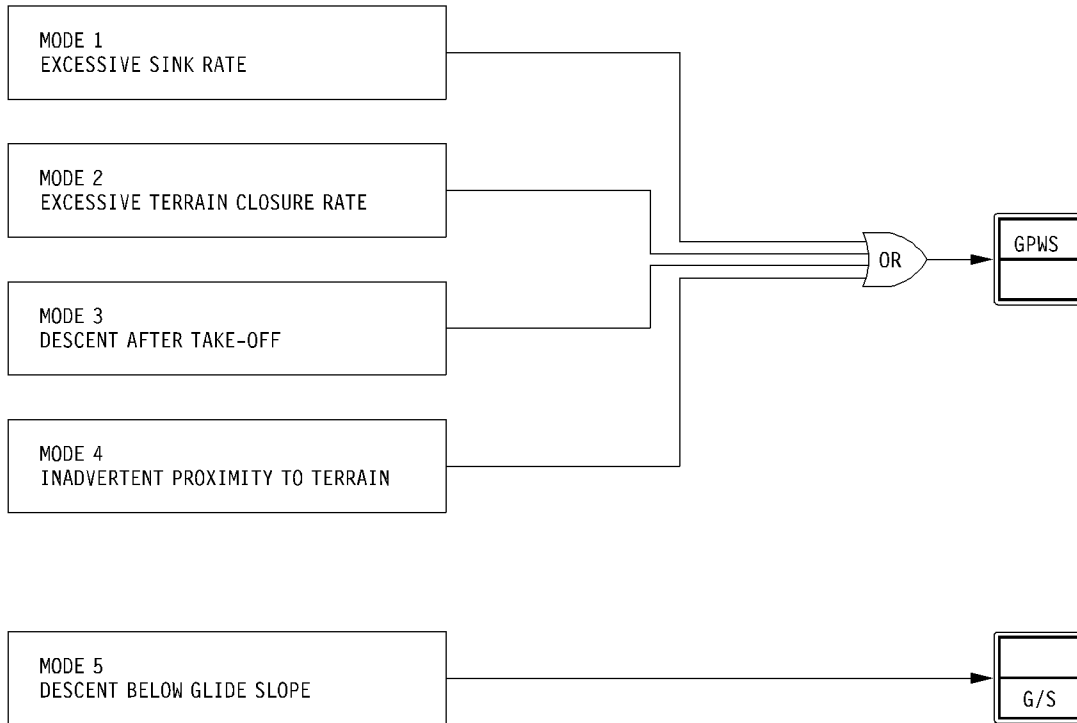 MODE 1
EXCESSIVE SINK RATE
MODE 2
EXCESSIVE TERRAIN CLOSURE RATE
MODE 3
DESCENT AFTER TAKE-OFF
MODE 4
INADVERTENT PROXIMITY TO TERRAIN
OR
GPWS
MODE 5
DESCENT BELOW GLIDE SLOPE
G/S